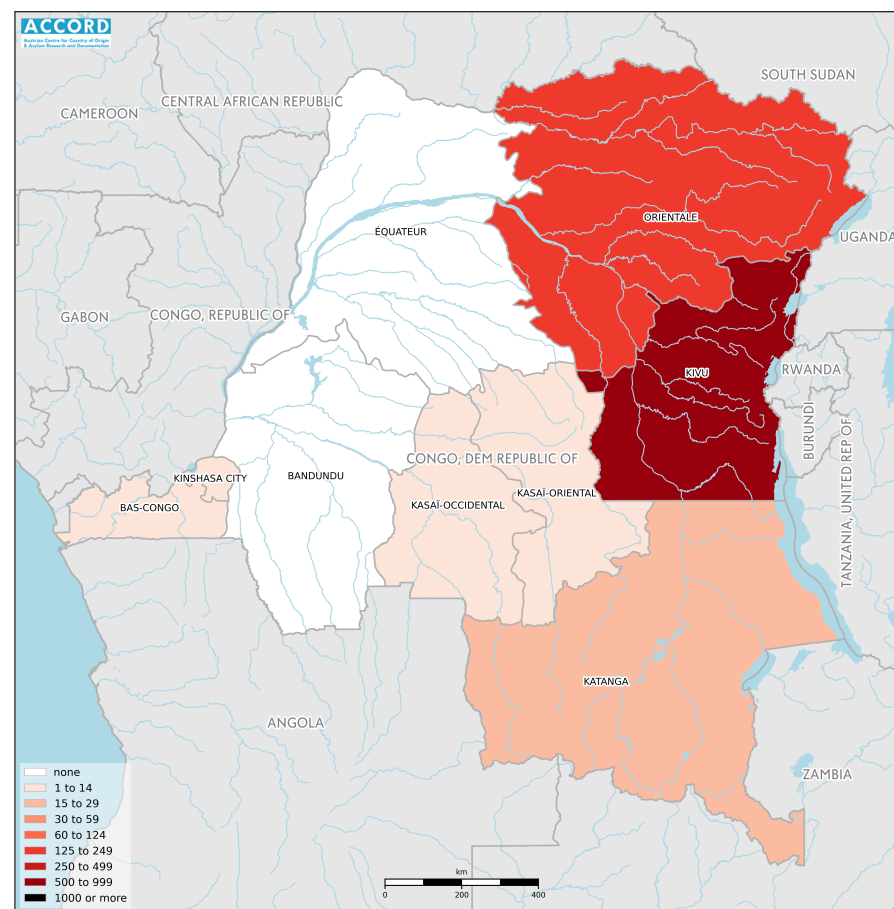 ACCORD
Austrian Centre for Country of Origin
& Asylum Research and Documentation
SOUTH SUDAN
CENTRAL AFRICAN REPUBLIC
CAMEROON
ORIENTALE
ÉQUATEUR
UGANDA
GABON
CONGO, REPUBLIC OF
KIVU
RWANDA
BURUNDI
TANZANIA, UNITED REP OF
CONGO, DEM REPUBLIC OF
KINSHASA CITY
BANDUNDU
KASAÏ-ORIENTAL
BAS-CONGO
KASAÏ-OCCIDENTAL
KATANGA
ANGOLA
ZAMBIA
none
1 to 14
15 to 29
30 to 59
60 to 124
125 to 249
250 to 499
500 to 999
1000 or more
km
0 200 400